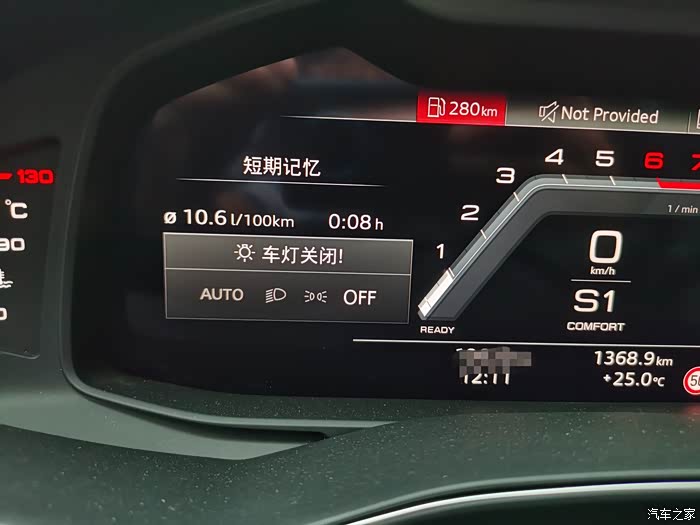 280km
Not Provided
短期记忆
ø 10.6 l/100km 0:08 h
车灯关闭!
AUTO OFF
130
°C
90
1
2
3
4
5
6
7
1 / min
0
km/h
S1
COMFORT
READY
12:11
1368.9 km
+25.0 °C
汽车之家